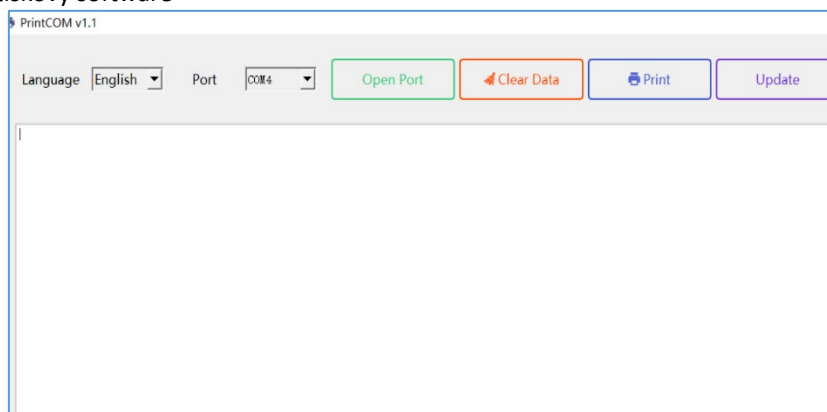 PrintCOM v1.1
Language English Port COM4 Open Port Clear Data Print Update